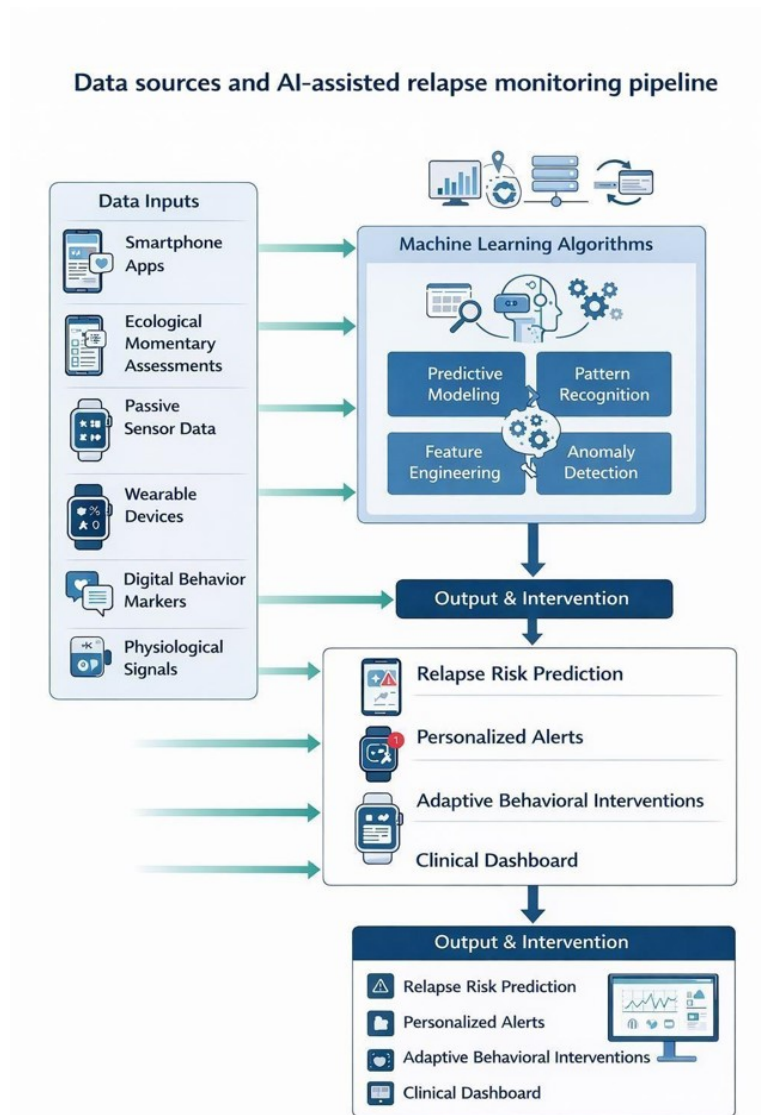 Data sources and AI-assisted relapse monitoring pipeline
Data Inputs
Smartphone
Apps
Ecological
Momentary
Assessments
Passive
Sensor Data
Wearable
Devices
Digital Behavior
Markers
Physiological
Signals
Machine Learning Algorithms
Predictive
Modeling
Pattern
Recognition
Feature
Engineering
Anomaly
Detection
Output & Intervention
Relapse Risk Prediction
1
Personalized Alerts
Adaptive Behavioral Interventions
Clinical Dashboard
Output & Intervention
Relapse Risk Prediction
Personalized Alerts
Adaptive Behavioral Interventions
Clinical Dashboard